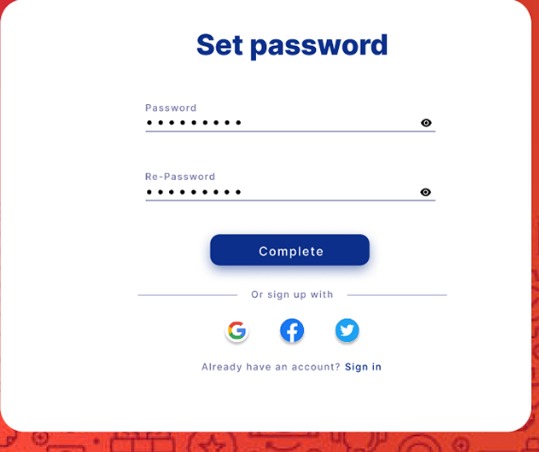 Set password
Password
•••••••••
Re-Password
•••••••••
Complete
Or sign up with
Already have an account? Sign in